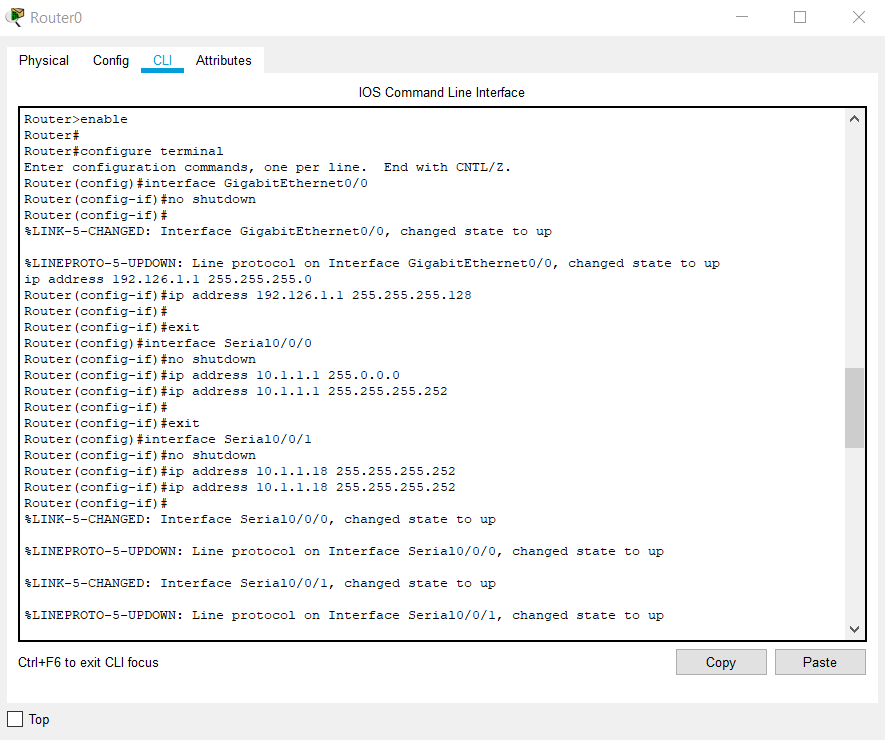 Router0
Physical Config CLI Attributes
IOS Command Line Interface
Router>enable
Router#
Router#configure terminal
Enter configuration commands, one per line.  End with CNTL/Z.
Router(config)#interface GigabitEthernet0/0
Router(config-if)#no shutdown
Router(config-if)#
%LINK-5-CHANGED: Interface GigabitEthernet0/0, changed state to up
%LINEPROTO-5-UPDOWN: Line protocol on Interface GigabitEthernet0/0, changed state to up
ip address 192.126.1.1 255.255.255.0
Router(config-if)#ip address 192.126.1.1 255.255.255.128
Router(config-if)#
Router(config-if)#exit
Router(config)#interface Serial0/0/0
Router(config-if)#no shutdown
Router(config-if)#ip address 10.1.1.1 255.0.0.0
Router(config-if)#ip address 10.1.1.1 255.255.255.252
Router(config-if)#
Router(config-if)#exit
Router(config)#interface Serial0/0/1
Router(config-if)#no shutdown
Router(config-if)#ip address 10.1.1.18 255.255.255.252
Router(config-if)#ip address 10.1.1.18 255.255.255.252
Router(config-if)#
%LINK-5-CHANGED: Interface Serial0/0/0, changed state to up
%LINEPROTO-5-UPDOWN: Line protocol on Interface Serial0/0/0, changed state to up
%LINK-5-CHANGED: Interface Serial0/0/1, changed state to up
%LINEPROTO-5-UPDOWN: Line protocol on Interface Serial0/0/1, changed state to up
Ctrl+F6 to exit CLI focus
Copy Paste
Top